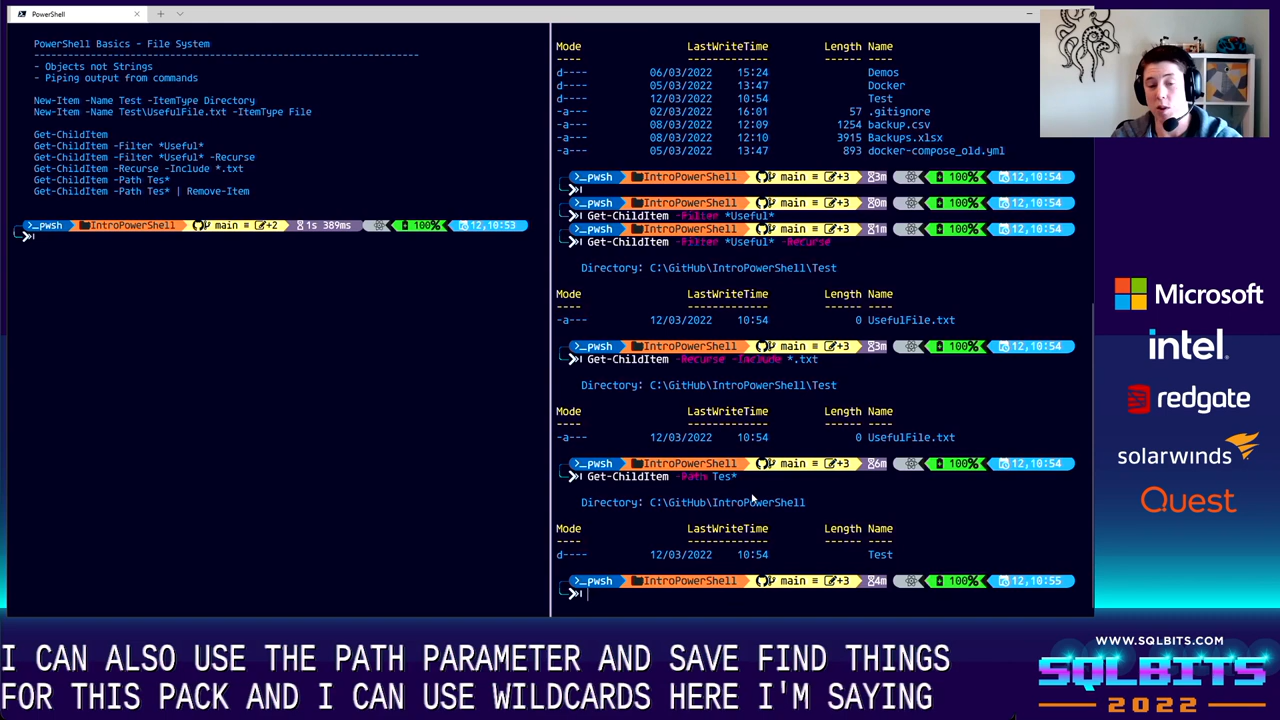 PowerShell
PowerShell Basics - File System
- Objects not Strings
- Piping output from commands
New-Item -Name Test -ItemType Directory
New-Item -Name Test\UsefulFile.txt -ItemType File
Get-ChildItem
Get-ChildItem -Filter *Useful*
Get-ChildItem -Filter *Useful* -Recurse
Get-ChildItem -Recurse -Include *.txt
Get-ChildItem -Path Tes*
Get-ChildItem -Path Tes* | Remove-Item
pwsh IntroPowerShell main ≡ +2 1s 389ms 100% 12,10:53
Mode LastWriteTime Length Name
---- ------------- ------ ----
d---- 06/03/2022 15:24 Demos
d---- 05/03/2022 13:47 Docker
d---- 12/03/2022 10:54 Test
-a--- 02/03/2022 16:01 57 .gitignore
-a--- 08/03/2022 12:09 1254 backup.csv
-a--- 08/03/2022 12:10 3915 Backups.xlsx
-a--- 05/03/2022 13:47 893 docker-compose_old.yml
pwsh IntroPowerShell main ≡ +3 3m 100% 12,10:54
pwsh IntroPowerShell main ≡ +3 0m 100% 12,10:54
Get-ChildItem -Filter *Useful*
pwsh IntroPowerShell main ≡ +3 1m 100% 12,10:54
Get-ChildItem -Filter *Useful* -Recurse
Directory: C:\GitHub\IntroPowerShell\Test
Mode LastWriteTime Length Name
---- ------------- ------ ----
-a--- 12/03/2022 10:54 0 UsefulFile.txt
pwsh IntroPowerShell main ≡ +3 3m 100% 12,10:54
Get-ChildItem -Recurse -Include *.txt
Directory: C:\GitHub\IntroPowerShell\Test
Mode LastWriteTime Length Name
---- ------------- ------ ----
-a--- 12/03/2022 10:54 0 UsefulFile.txt
pwsh IntroPowerShell main ≡ +3 6m 100% 12,10:54
Get-ChildItem -Path Tes*
Directory: C:\GitHub\IntroPowerShell
Mode LastWriteTime Length Name
---- ------------- ------ ----
d---- 12/03/2022 10:54 Test
pwsh IntroPowerShell main ≡ +3 4m 100% 12,10:55
Microsoft
intel.
redgate
solarwinds
Quest
WWW.SQLBITS.COM
SQLBITS
2022
I CAN ALSO USE THE PATH PARAMETER AND SAVE FIND THINGS
FOR THIS PACK AND I CAN USE WILDCARDS HERE I'M SAYING